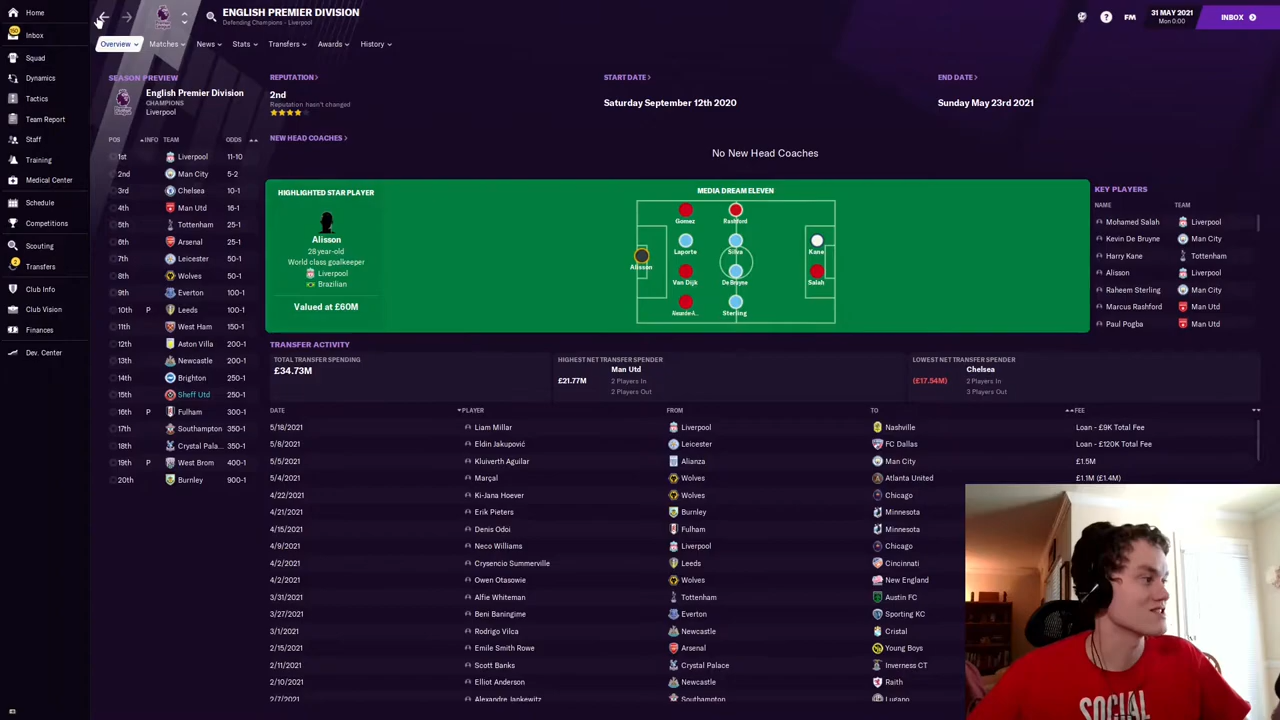 ENGLISH PREMIER DIVISION
Defending Champions - Liverpool
31 MAY 2021
Mon 0:00
FM
INBOX
Home
Inbox
Squad
Dynamics
Tactics
Team Report
Staff
Training
Medical Center
Schedule
Competitions
Scouting
2
Transfers
Club Info
Club Vision
Finances
Dev. Center
Overview
Matches
News
Stats
Transfers
Awards
History
SEASON PREVIEW
English Premier Division
CHAMPIONS
Liverpool
POS INFO TEAM ODDS
1st Liverpool 11-10
2nd Man City 5-2
3rd Chelsea 10-1
4th Man Utd 16-1
5th Tottenham 25-1
6th Arsenal 25-1
7th Leicester 50-1
8th Wolves 50-1
9th Everton 100-1
10th P Leeds 100-1
11th West Ham 150-1
12th Aston Villa 200-1
13th Newcastle 200-1
14th Brighton 250-1
15th Sheff Utd 250-1
16th P Fulham 300-1
17th Southampton 350-1
18th Crystal Pala... 350-1
19th P West Brom 400-1
20th Burnley 900-1
REPUTATION
2nd
Reputation hasn't changed
START DATE
Saturday September 12th 2020
END DATE
Sunday May 23rd 2021
NEW HEAD COACHES
No New Head Coaches
HIGHLIGHTED STAR PLAYER
Alisson
28 year-old
World class goalkeeper
Liverpool
Brazilian
Valued at £60M
MEDIA DREAM ELEVEN
Gomez
Rashford
Laporte
Silva
Kane
Alisson
Van Dijk
De Bruyne
Salah
Alexander-A...
Sterling
KEY PLAYERS
NAME TEAM
Mohamed Salah Liverpool
Kevin De Bruyne Man City
Harry Kane Tottenham
Alisson Liverpool
Raheem Sterling Man City
Marcus Rashford Man Utd
Paul Pogba Man Utd
TRANSFER ACTIVITY
TOTAL TRANSFER SPENDING
£34.73M
HIGHEST NET TRANSFER SPENDER
Man Utd
£21.77M
2 Players In
2 Players Out
LOWEST NET TRANSFER SPENDER
Chelsea
(£17.54M)
2 Players In
3 Players Out
DATE PLAYER FROM TO FEE
5/18/2021 Liam Millar Liverpool Nashville Loan - £9K Total Fee
5/8/2021 Eldin Jakupović Leicester FC Dallas Loan - £120K Total Fee
5/5/2021 Kluiverth Aguilar Alianza Man City £1.5M
5/4/2021 Marçal Wolves Atlanta United £1.1M (£1.4M)
4/22/2021 Ki-Jana Hoever Wolves Chicago
4/21/2021 Erik Pieters Burnley Minnesota
4/15/2021 Denis Odoi Fulham Minnesota
4/9/2021 Neco Williams Liverpool Chicago
4/2/2021 Crysencio Summerville Leeds Cincinnati
4/2/2021 Owen Otasowie Wolves New England
3/31/2021 Alfie Whiteman Tottenham Austin FC
3/27/2021 Beni Baningime Everton Sporting KC
3/1/2021 Rodrigo Vilca Newcastle Cristal
2/15/2021 Emile Smith Rowe Arsenal Young Boys
2/11/2021 Scott Banks Crystal Palace Inverness CT
2/10/2021 Elliot Anderson Newcastle Raith
2/7/2021 Alexandre Jankewitz Southampton Lugano
SOCIAL